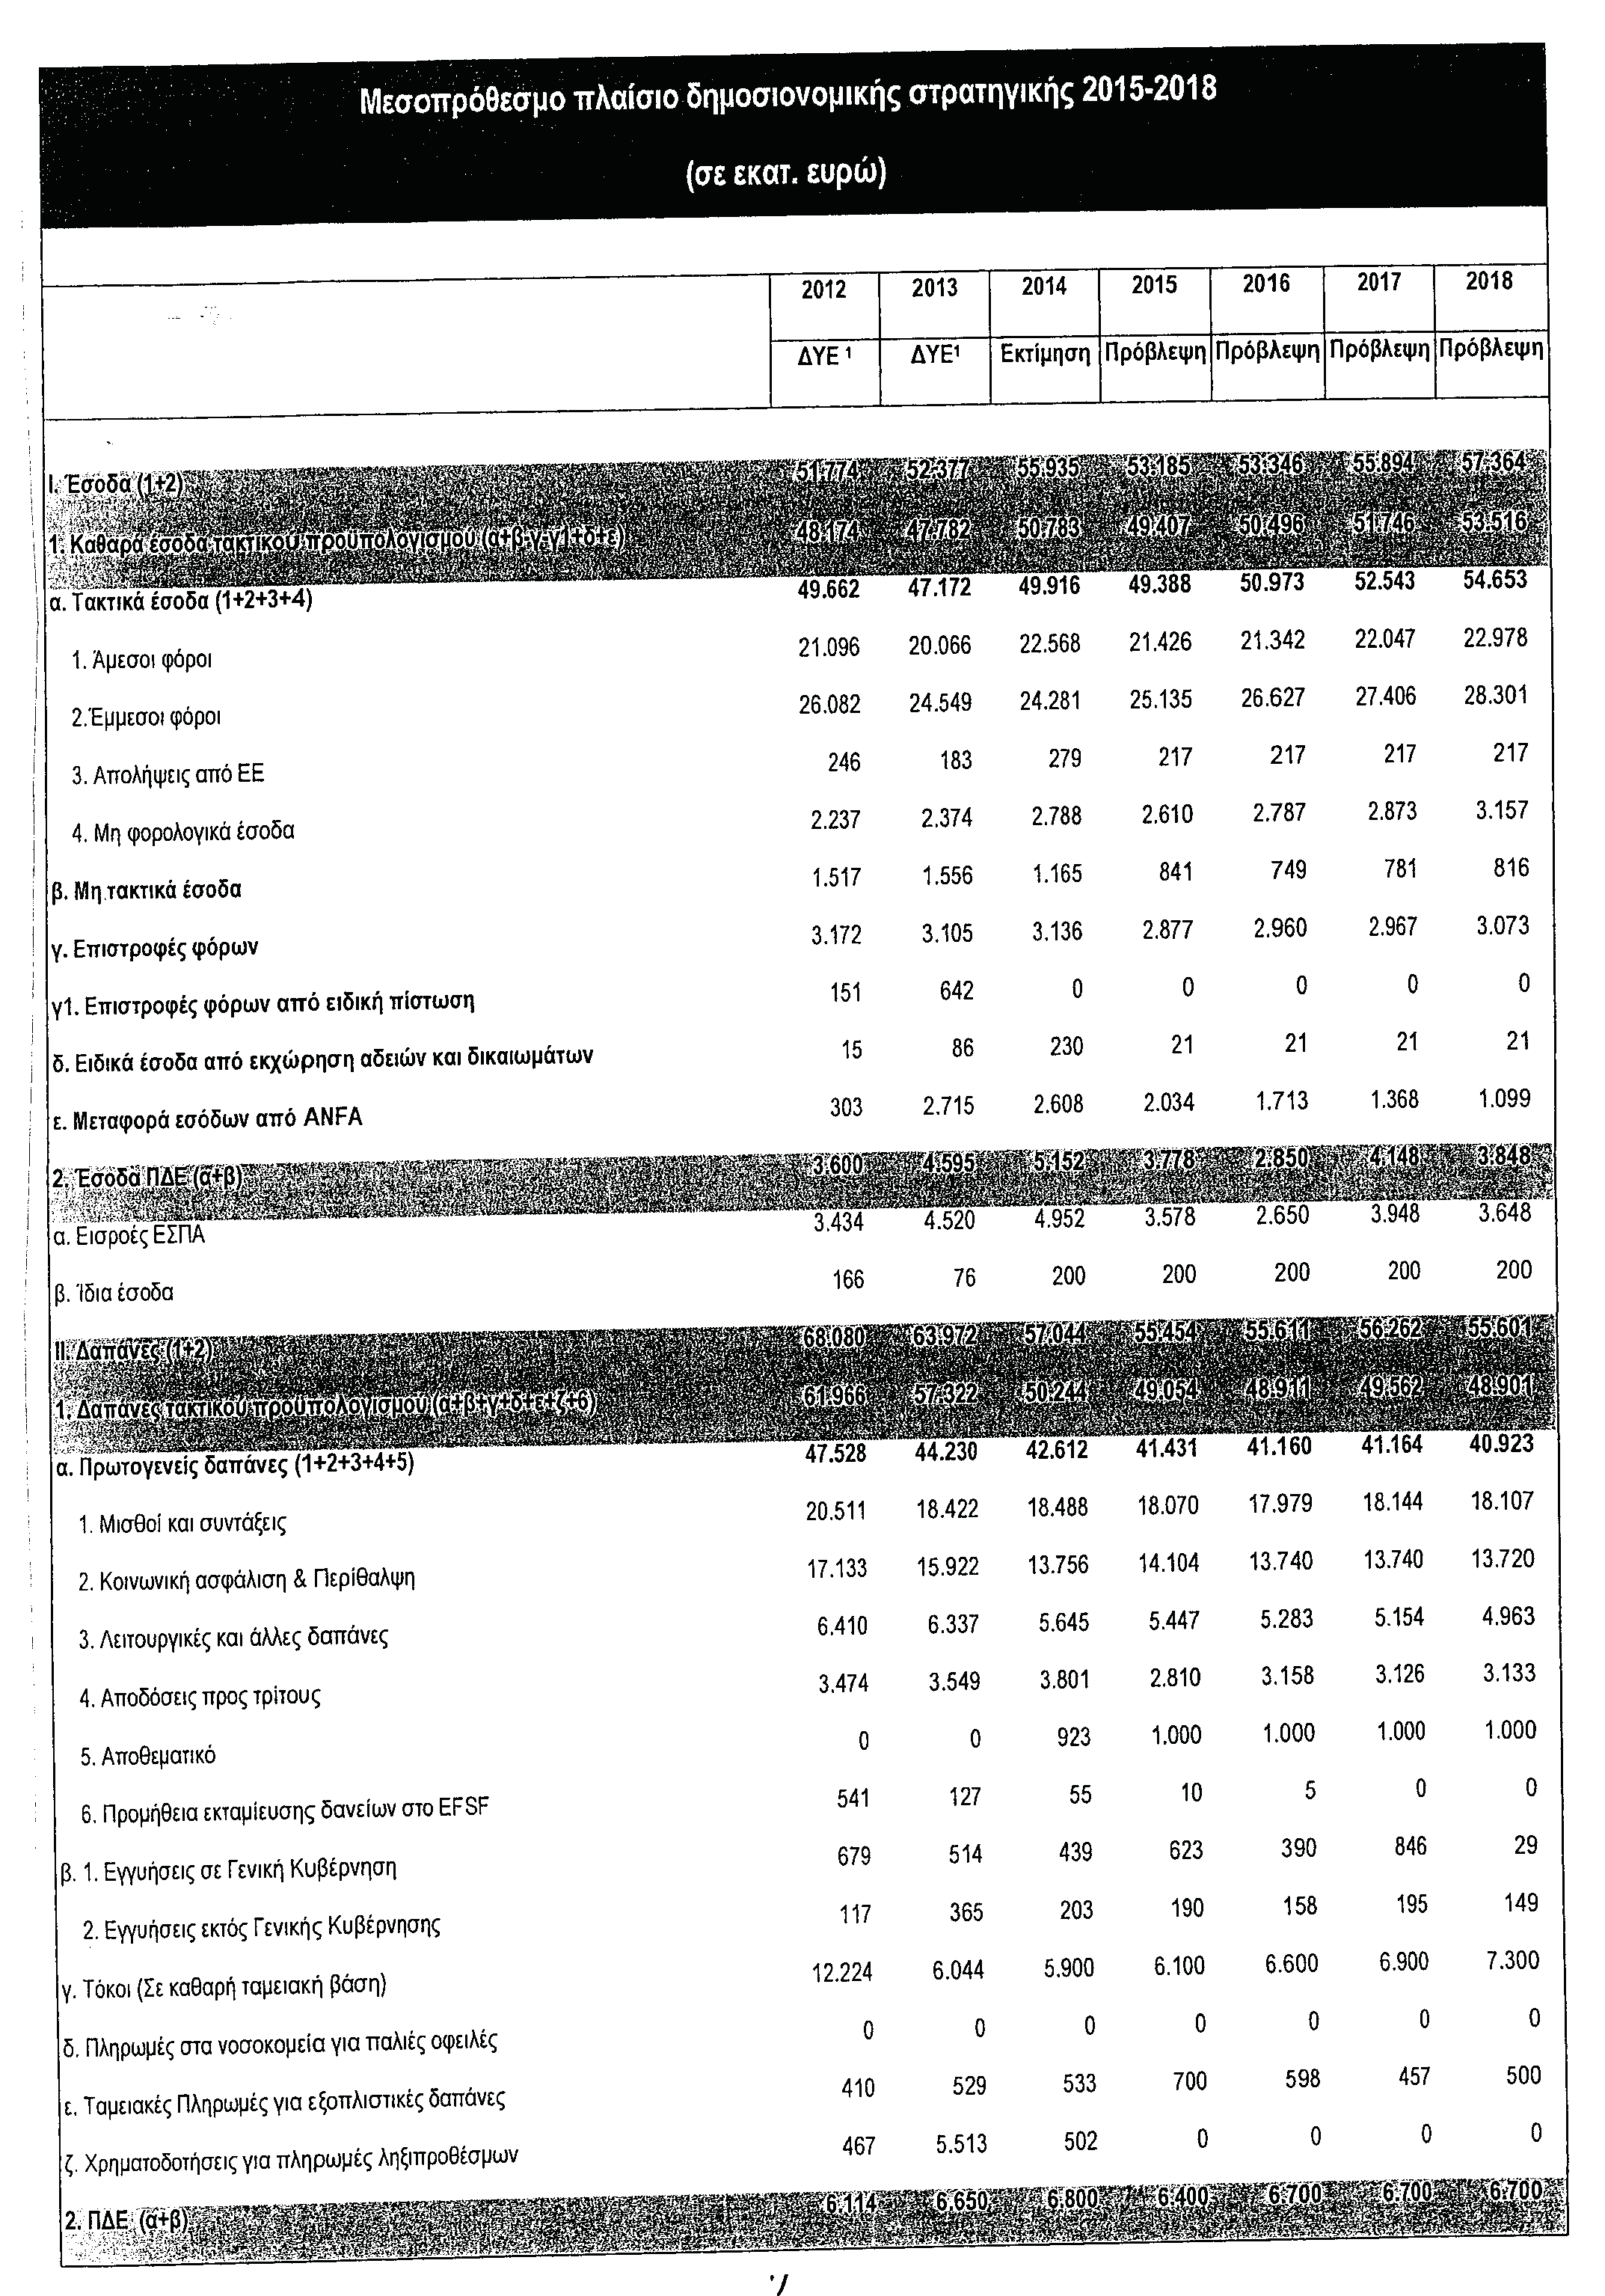 Μεσοπρόθεσμο πλαίσιο δημοσιονομικής στρατηγικής 2015-2018
(σε εκατ. ευρώ)
2012 2013 2014 2015 2016 2017 2018
ΔΥΕ 1 ΔΥΕ1 Εκτίμηση Πρόβλεψη Πρόβλεψη Πρόβλεψη Πρόβλεψη
Ι. Έσοδα (1+2) 51.774 52.377 55.935 53.185 53.346 55.894 57.364
1. Καθαρά έσοδα τακτικού προϋπολογισμού (α+β-γ-γ1+δ+ε) 48.174 47.782 50.783 49.407 50.496 51.746 53.516
α. Τακτικά έσοδα (1+2+3+4) 49.662 47.172 49.916 49.388 50.973 52.543 54.653
1. Άμεσοι φόροι 21.096 20.066 22.568 21.426 21.342 22.047 22.978
2.Έμμεσοι φόροι 26.082 24.549 24.281 25.135 26.627 27.406 28.301
3. Απολήψεις από ΕΕ 246 183 279 217 217 217 217
4. Μη φορολογικά έσοδα 2.237 2.374 2.788 2.610 2.787 2.873 3.157
β. Μη τακτικά έσοδα 1.517 1.556 1.165 841 749 781 816
γ. Επιστροφές φόρων 3.172 3.105 3.136 2.877 2.960 2.967 3.073
γ1. Επιστροφές φόρων από ειδική πίστωση 151 642 0 0 0 0 0
δ. Ειδικά έσοδα από εκχώρηση αδειών και δικαιωμάτων 15 86 230 21 21 21 21
ε. Μεταφορά εσόδων από ANFA 303 2.715 2.608 2.034 1.713 1.368 1.099
2. Έσοδα ΠΔΕ (α+β) 3.600 4.595 5.152 3.778 2.850 4.148 3.848
α. Εισροές ΕΣΠΑ 3.434 4.520 4.952 3.578 2.650 3.948 3.648
β. Ίδια έσοδα 166 76 200 200 200 200 200
ΙΙ. Δαπάνες (1+2) 68.080 63.972 57.044 55.454 55.611 56.262 55.601
1. Δαπάνες τακτικού προϋπολογισμού (α+β+γ+δ+ε+ζ+6) 61.966 57.322 50.244 49.054 48.911 49.562 48.901
α. Πρωτογενείς δαπάνες (1+2+3+4+5) 47.528 44.230 42.612 41.431 41.160 41.164 40.923
1. Μισθοί και συντάξεις 20.511 18.422 18.488 18.070 17.979 18.144 18.107
2. Κοινωνική ασφάλιση & Περίθαλψη 17.133 15.922 13.756 14.104 13.740 13.740 13.720
3. Λειτουργικές και άλλες δαπάνες 6.410 6.337 5.645 5.447 5.283 5.154 4.963
4. Αποδόσεις προς τρίτους 3.474 3.549 3.801 2.810 3.158 3.126 3.133
5. Αποθεματικό 0 0 923 1.000 1.000 1.000 1.000
6. Προμήθεια εκταμίευσης δανείων στο EFSF 541 127 55 10 5 0 0
β. 1. Εγγυήσεις σε Γενική Κυβέρνηση 679 514 439 623 390 846 29
2. Εγγυήσεις εκτός Γενικής Κυβέρνησης 117 365 203 190 158 195 149
γ. Τόκοι (Σε καθαρή ταμειακή βάση) 12.224 6.044 5.900 6.100 6.600 6.900 7.300
δ. Πληρωμές στα νοσοκομεία για παλιές οφειλές 0 0 0 0 0 0 0
ε. Ταμειακές Πληρωμές για εξοπλιστικές δαπάνες 410 529 533 700 598 457 500
ζ. Χρηματοδοτήσεις για πληρωμές ληξιπροθέσμων 467 5.513 502 0 0 0 0
2. ΠΔΕ (α+β) 6.114 6.650 6.800 6.400 6.700 6.700 6.700